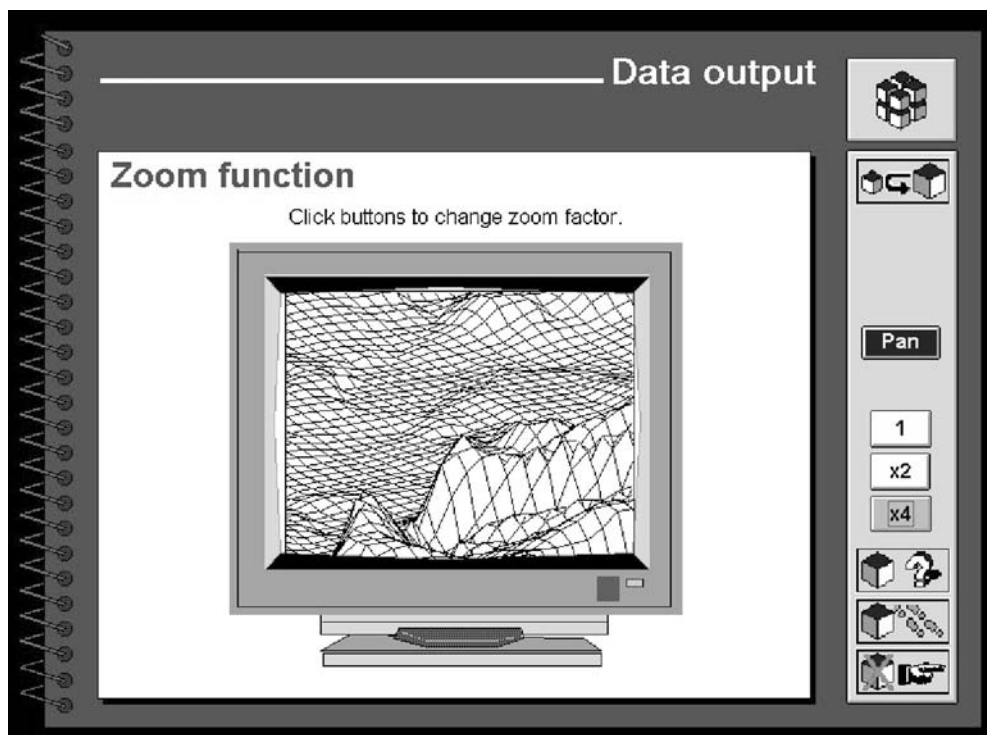 Data output
Zoom function
Click buttons to change zoom factor.
Pan
1
x2
x4